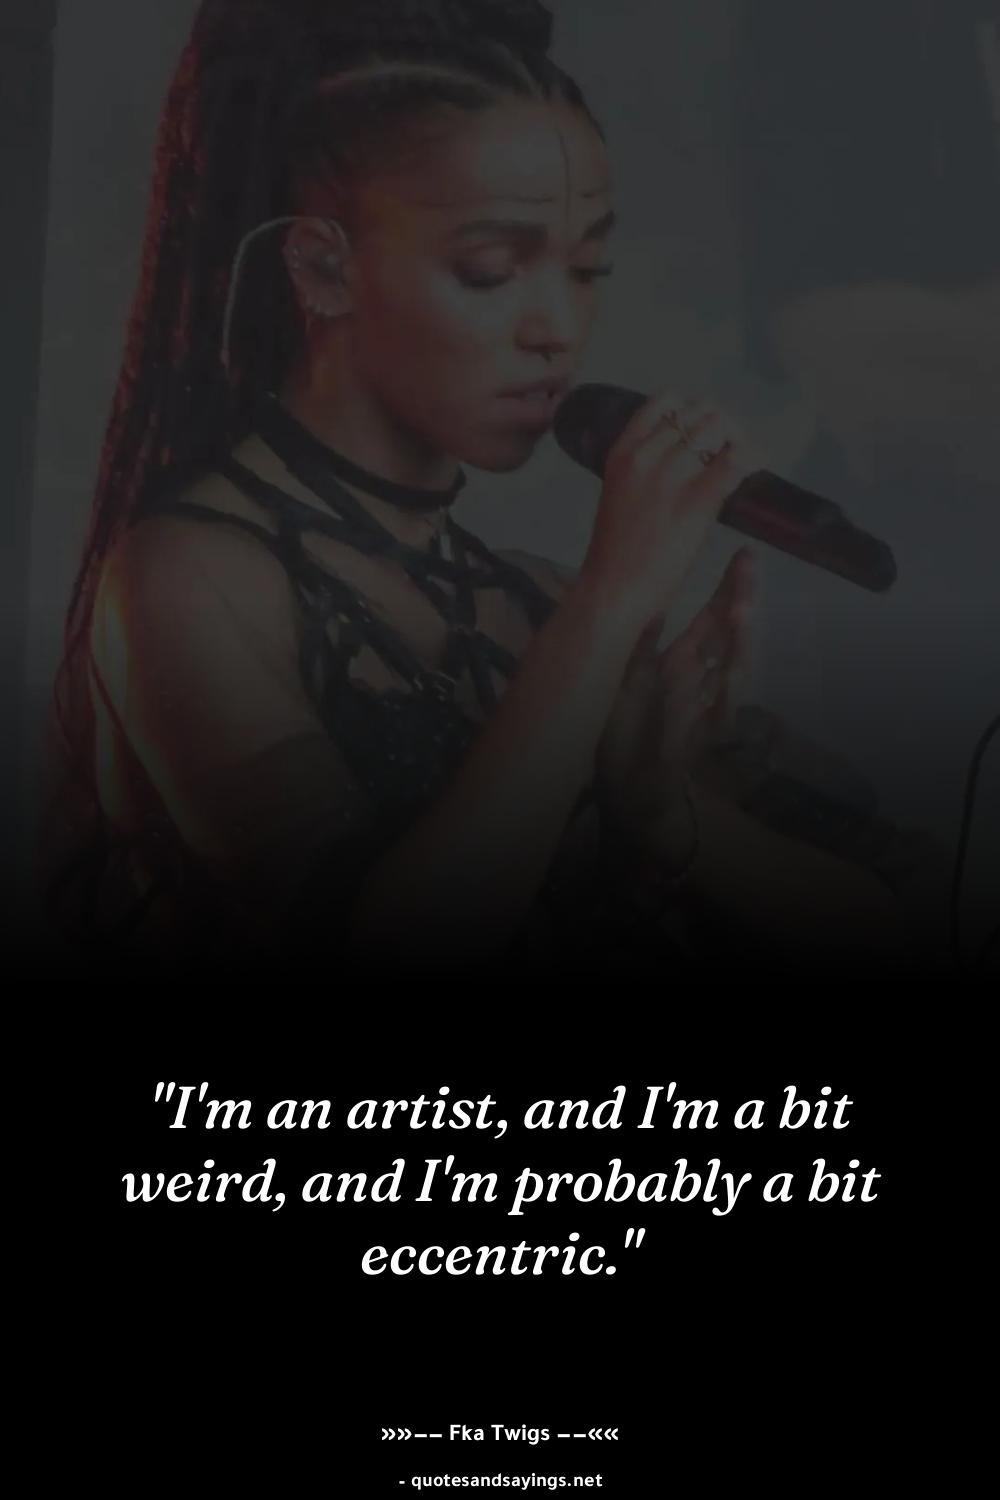 "I'm an artist, and I'm a bit
weird, and I'm probably a bit
eccentric."
»»–– Fka Twigs ––««
- quotesandsayings.net